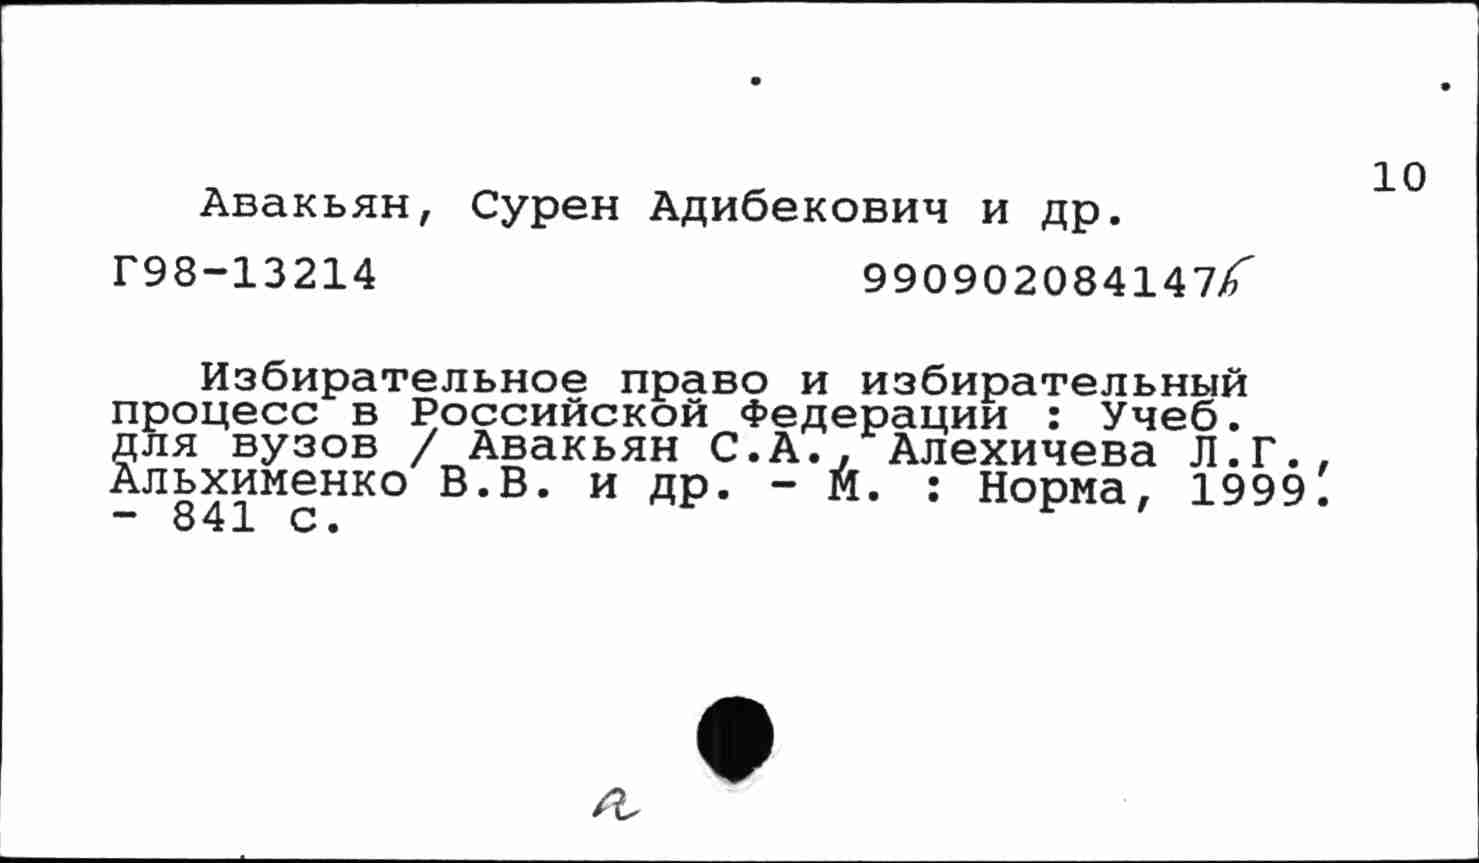 10
Авакьян, Сурен Адибекович и др.
Г98-13214 990902084147б
Избирательное право и избирательный
процесс в Российской Федерации : Учеб.
для вузов / Авакьян С.А., Алехичева Л.Г.,
Альхименко В.В. и др. - М. : Норма, 1999.
- 841 с.
а